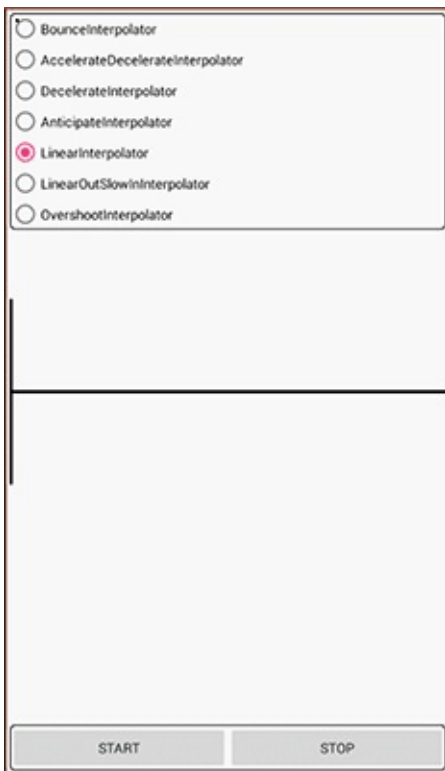 BounceInterpolator
AccelerateDecelerateInterpolator
DecelerateInterpolator
AnticipateInterpolator
LinearInterpolator
LinearOutSlowInInterpolator
OvershootInterpolator
START STOP